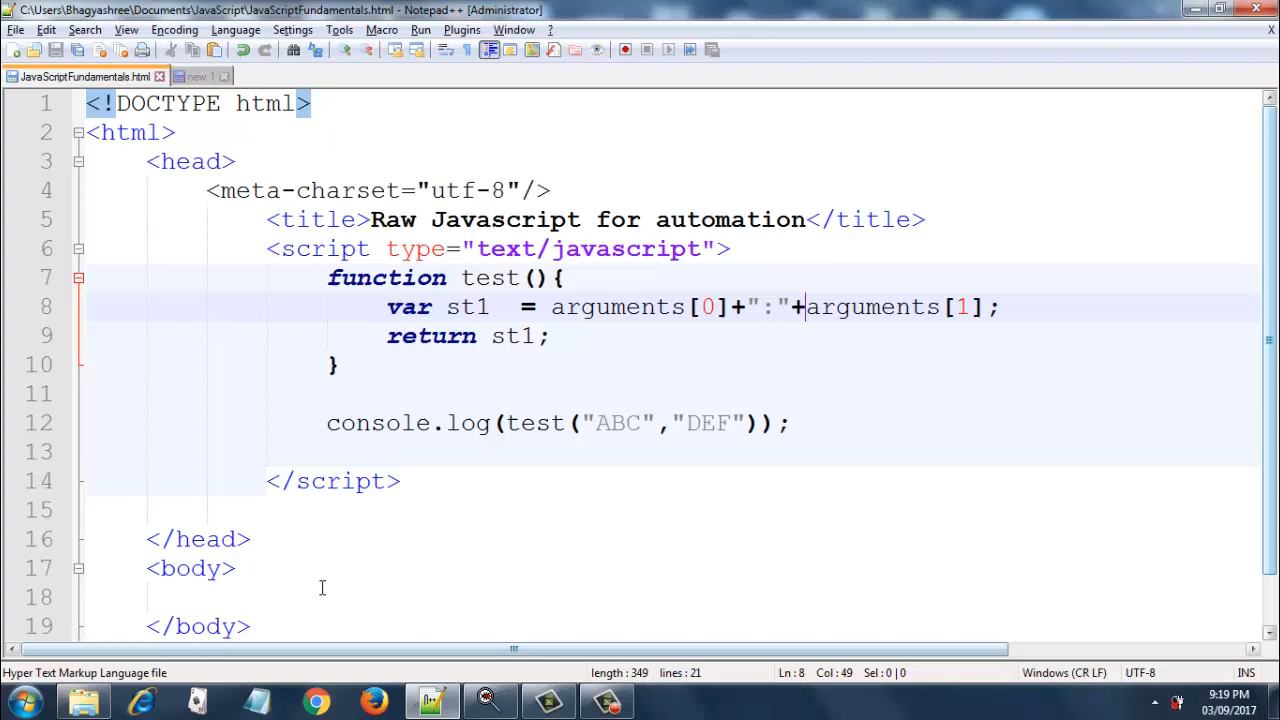 C:\Users\Bhagyashree\Documents\JavaScript\JavaScriptFundamentals.html - Notepad++ [Administrator]
File Edit Search View Encoding Language Settings Tools Macro Run Plugins Window ? X
JavaScriptFundamentals.html new 1
1 <!DOCTYPE html>
2 <html>
3 <head>
4 <meta-charset="utf-8"/>
5 <title>Raw Javascript for automation</title>
6 <script type="text/javascript">
7 function test(){
8 var st1  = arguments[0]+":"+arguments[1];
9 return st1;
10 }
11
12 console.log(test("ABC","DEF"));
13
14 </script>
15
16 </head>
17 <body>
18
19 </body>
Hyper Text Markup Language file length : 349 lines : 21 Ln : 8 Col : 49 Sel : 0 | 0 Windows (CR LF) UTF-8 INS
9:19 PM
03/09/2017